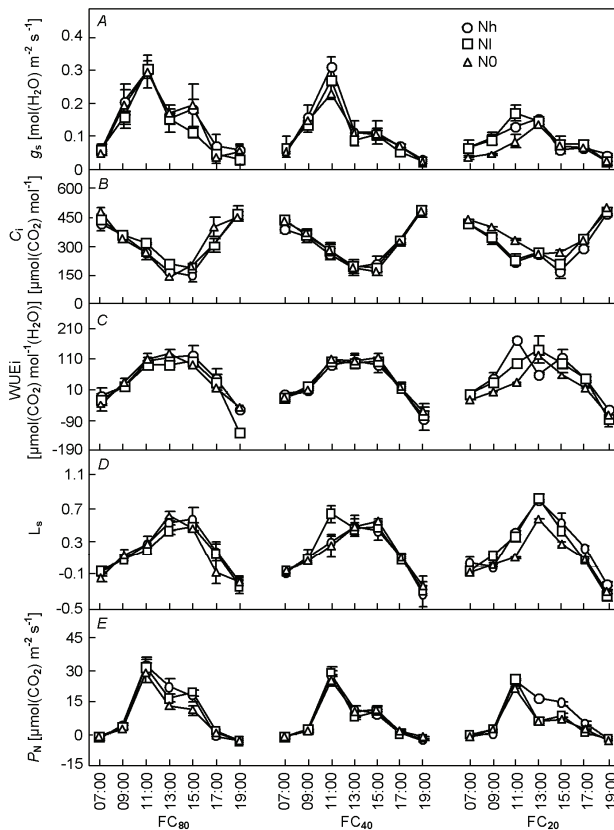 A
Nh
Nl
N0
0.4
0.3
0.2
0.1
0
gs [mol(H2O) m-2 s-1]
B
600
450
300
150
0
Ci [µmol(CO2) mol-1]
C
210
110
10
-90
-190
WUEi [µmol(CO2) mol-1(H2O)]
D
1.1
0.7
0.3
-0.1
-0.5
Ls
E
45
30
15
0
-15
PN [µmol(CO2) m-2 s-1]
07:00 09:00 11:00 13:00 15:00 17:00 19:00 07:00 09:00 11:00 13:00 15:00 17:00 19:00 07:00 09:00 11:00 13:00 15:00 17:00 19:00
FC80 FC40 FC20